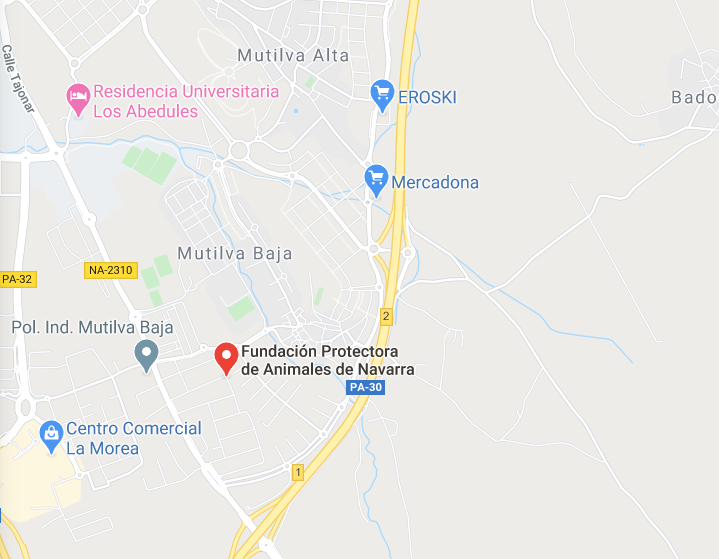 Mutilva Alta
Calle Tajonar
Residencia Universitaria
Los Abedules
EROSKI
Bado
Mercadona
Mutilva Baja
NA-2310
PA-32
2
Pol. Ind. Mutilva Baja
Fundación Protectora
de Animales de Navarra
PA-30
Centro Comercial
La Morea
1